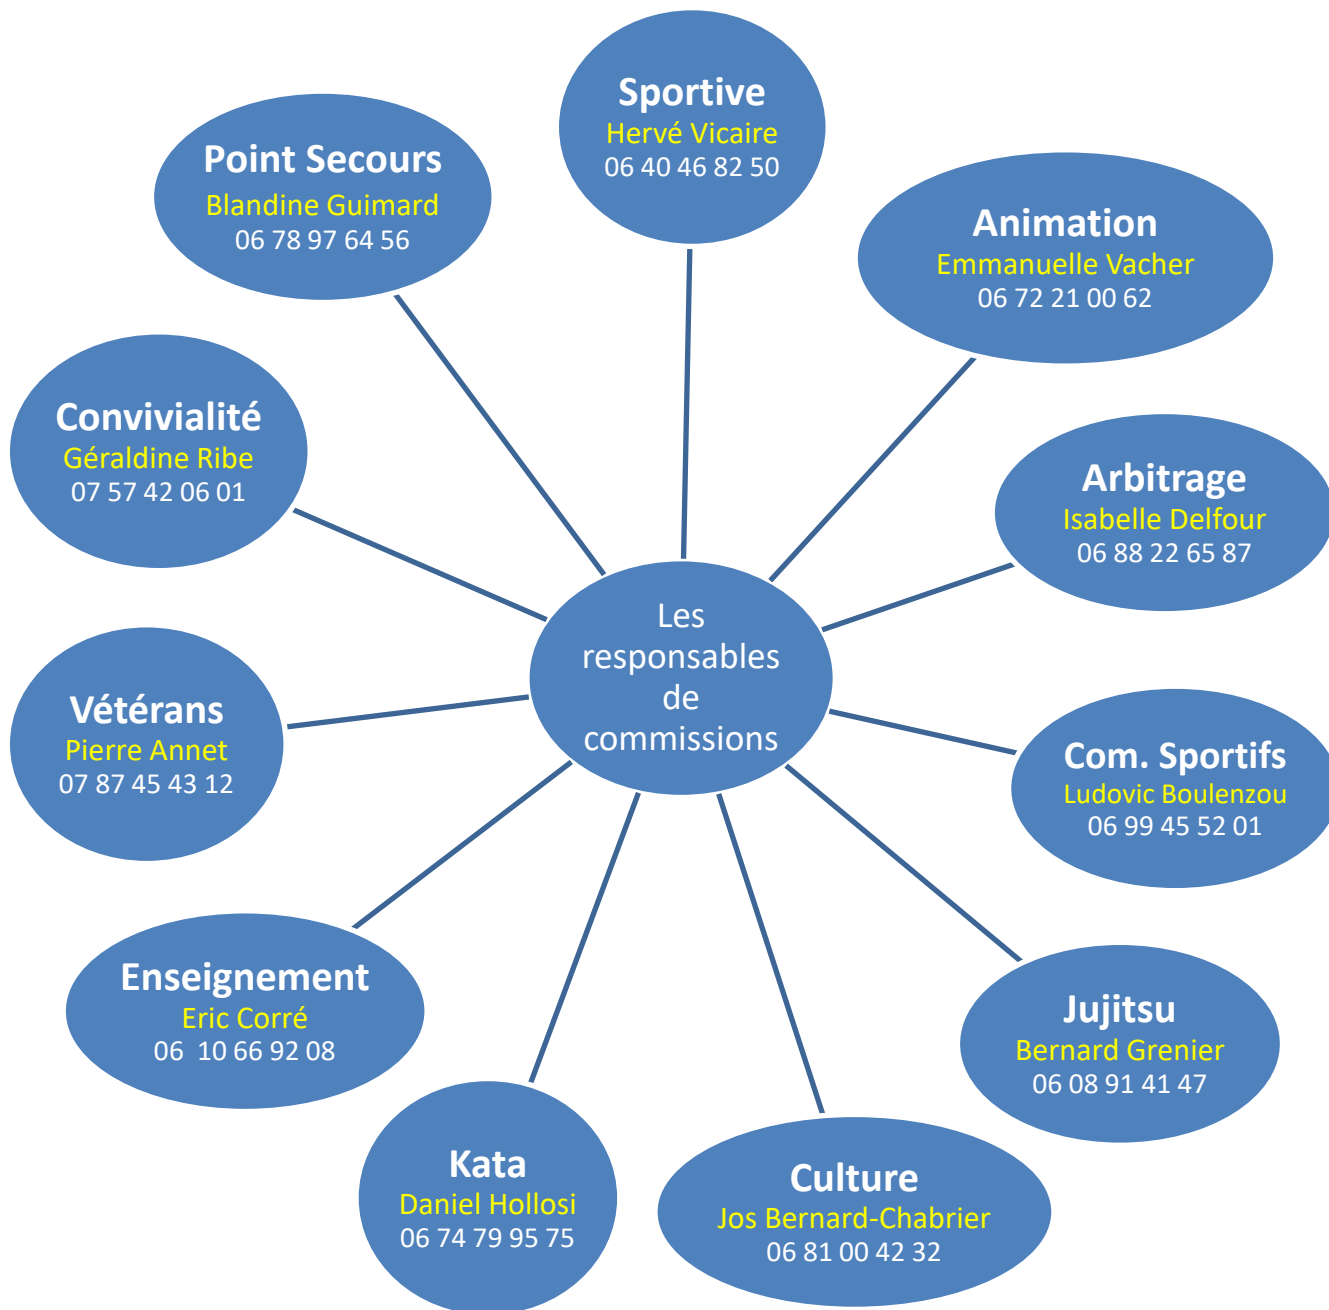 Sportive
Hervé Vicaire
06 40 46 82 50
Point Secours
Blandine Guimard
06 78 97 64 56
Animation
Emmanuelle Vacher
06 72 21 00 62
Convivialité
Géraldine Ribe
07 57 42 06 01
Arbitrage
Isabelle Delfour
06 88 22 65 87
Les
responsables
de
commissions
Vétérans
Pierre Annet
07 87 45 43 12
Com. Sportifs
Ludovic Boulenzou
06 99 45 52 01
Enseignement
Eric Corré
06  10 66 92 08
Jujitsu
Bernard Grenier
06 08 91 41 47
Kata
Daniel Hollosi
06 74 79 95 75
Culture
Jos Bernard-Chabrier
06 81 00 42 32